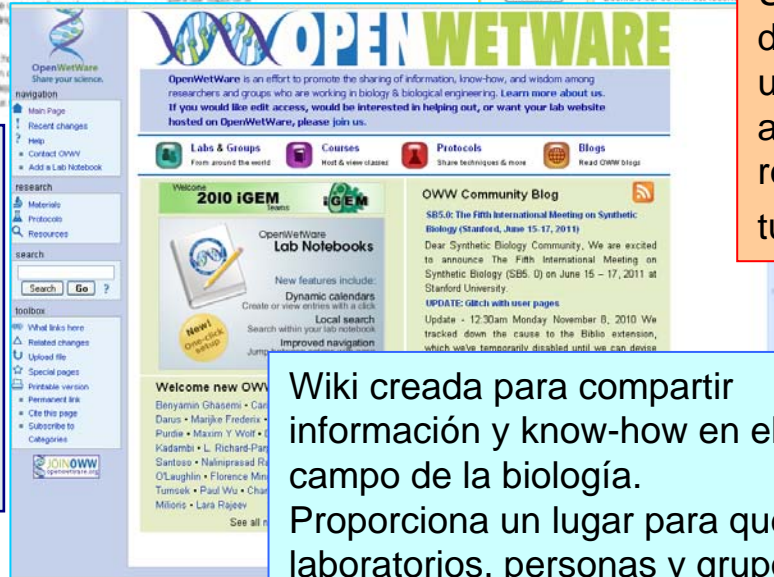 OPEN WETWARE
OpenWetWare
Share your science.
OpenWetWare is an effort to promote the sharing of information, know-how, and wisdom among
researchers and groups who are working in biology & biological engineering. Learn more about us.
If you would like edit access, would be interested in helping out, or want your lab website
hosted on OpenWetWare, please join us.
navigation
Main Page
Recent changes
Help
Contact OWW
Add a Lab Notebook
research
Materials
Protocols
Resources
search
Search Go ?
toolbox
What links here
Related changes
Upload file
Special pages
Printable version
Permanent link
Cite this page
Subscribe to
Categories
JOIN OWW
openwetware.org
Labs & Groups
From around the world
Courses
Host & view classes
Protocols
Share techniques & more
Blogs
Read OWW blogs
Welcome
2010 iGEM
Teams
iGEM
OpenWetWare
Lab Notebooks
New features include:
Dynamic calendars
Create or view entries with a click
Local search
Search within your lab notebook
Improved navigation
New!
One-click
setup
OWW Community Blog
SB5.0: The Fifth International Meeting on Synthetic
Biology (Stanford, June 15-17, 2011)
Dear Synthetic Biology Community, We are excited
to announce The Fifth International Meeting on
Synthetic Biology (SB5. 0) on June 15 – 17, 2011 at
Stanford University.
UPDATE: Glitch with user pages
Update - 12:30am Monday November 8, 2010 We
tracked down the cause to the Biblio extension,
which we've temporarily disabled until we can devise
Welcome new OWW
Benyamin Ghasemi •
Darus • Marijke Frederix •
Purdie • Maxim Y Wolf •
Kadambi • L. Richard
Santoso • Naliniprasad
O'Laughlin • Florence
Tumsek • Paul Wu •
Milioris • Lara Rajeev
See all
Wiki creada para compartir
información y know-how en el
campo de la biología.
Proporciona un lugar para que
laboratorios, personas y grupos